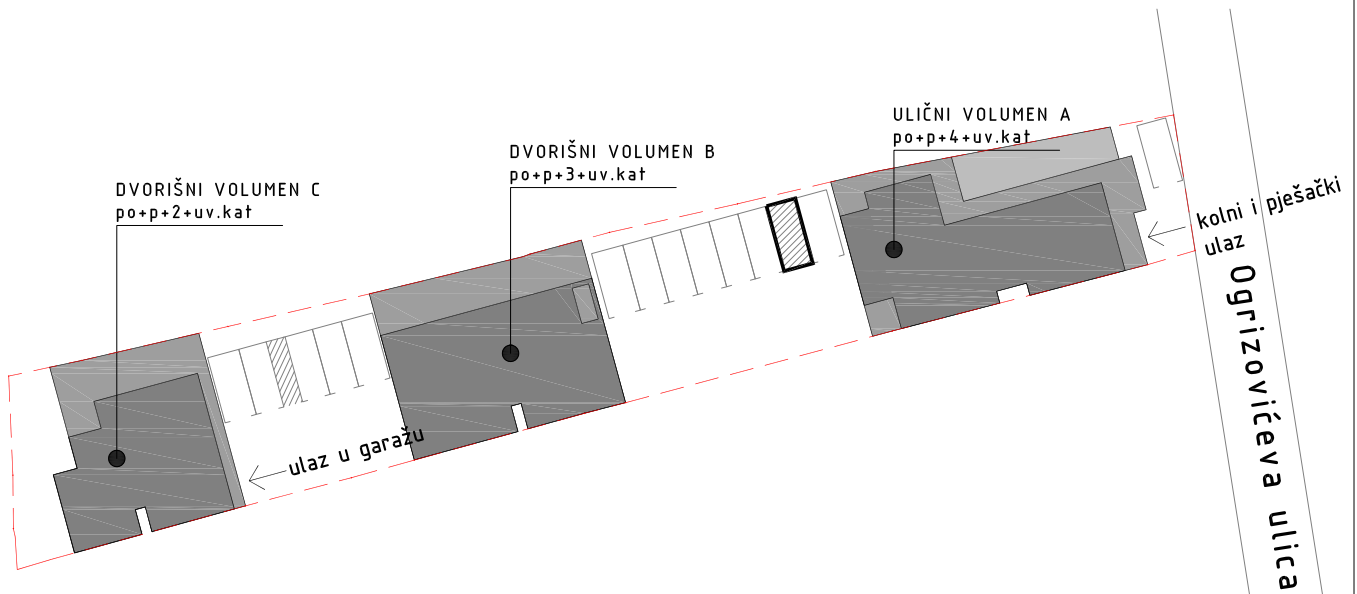 ULIČNI VOLUMEN A
po+p+4+uv.kat
DVORIŠNI VOLUMEN B
po+p+3+uv.kat
DVORIŠNI VOLUMEN C
po+p+2+uv.kat
kolni i pješački
ulaz
ulaz u garažu
Ogrizovićeva ulica